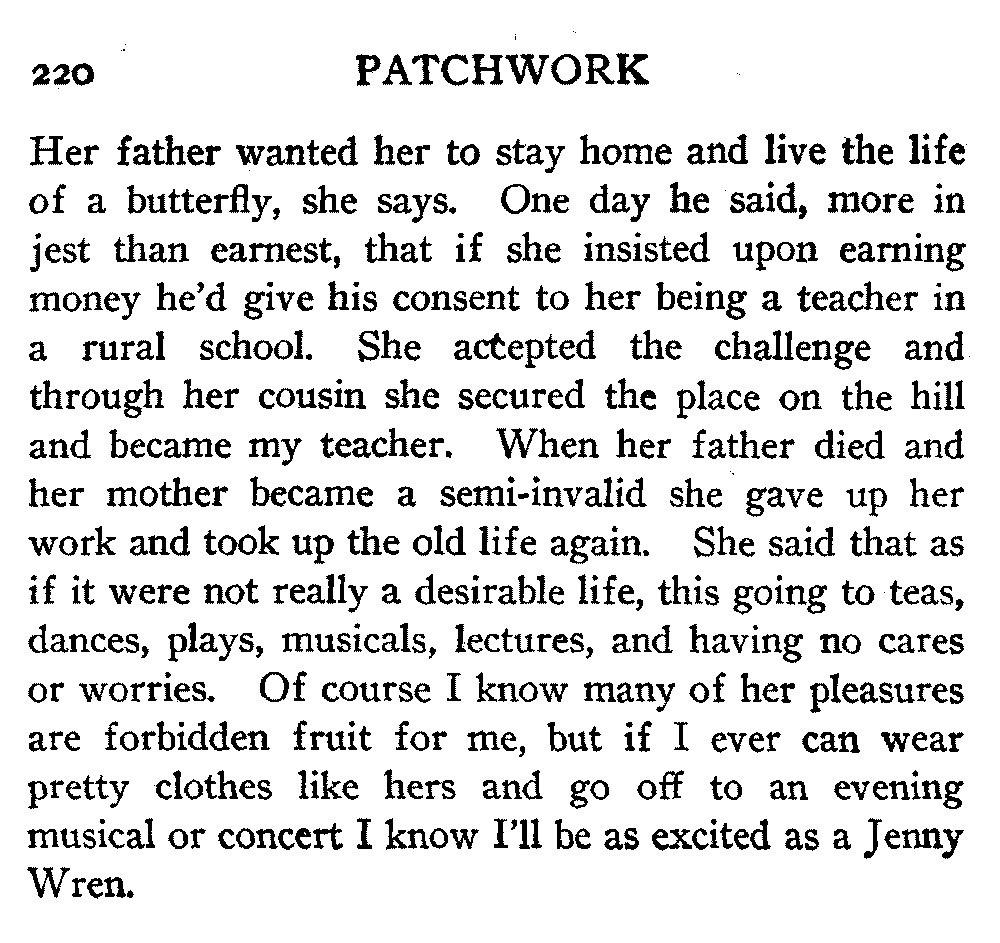 220 PATCHWORK
Her father wanted her to stay home and live the life
of a butterfly, she says. One day he said, more in
jest than earnest, that if she insisted upon earning
money he'd give his consent to her being a teacher in
a rural school. She accepted the challenge and
through her cousin she secured the place on the hill
and became my teacher. When her father died and
her mother became a semi-invalid she gave up her
work and took up the old life again. She said that as
if it were not really a desirable life, this going to teas,
dances, plays, musicals, lectures, and having no cares
or worries. Of course I know many of her pleasures
are forbidden fruit for me, but if I ever can wear
pretty clothes like hers and go off to an evening
musical or concert I know I'll be as excited as a Jenny
Wren.